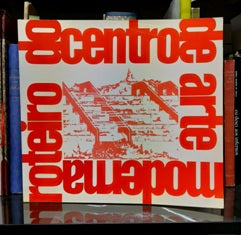 roteiro do
centro de
arte
moderna